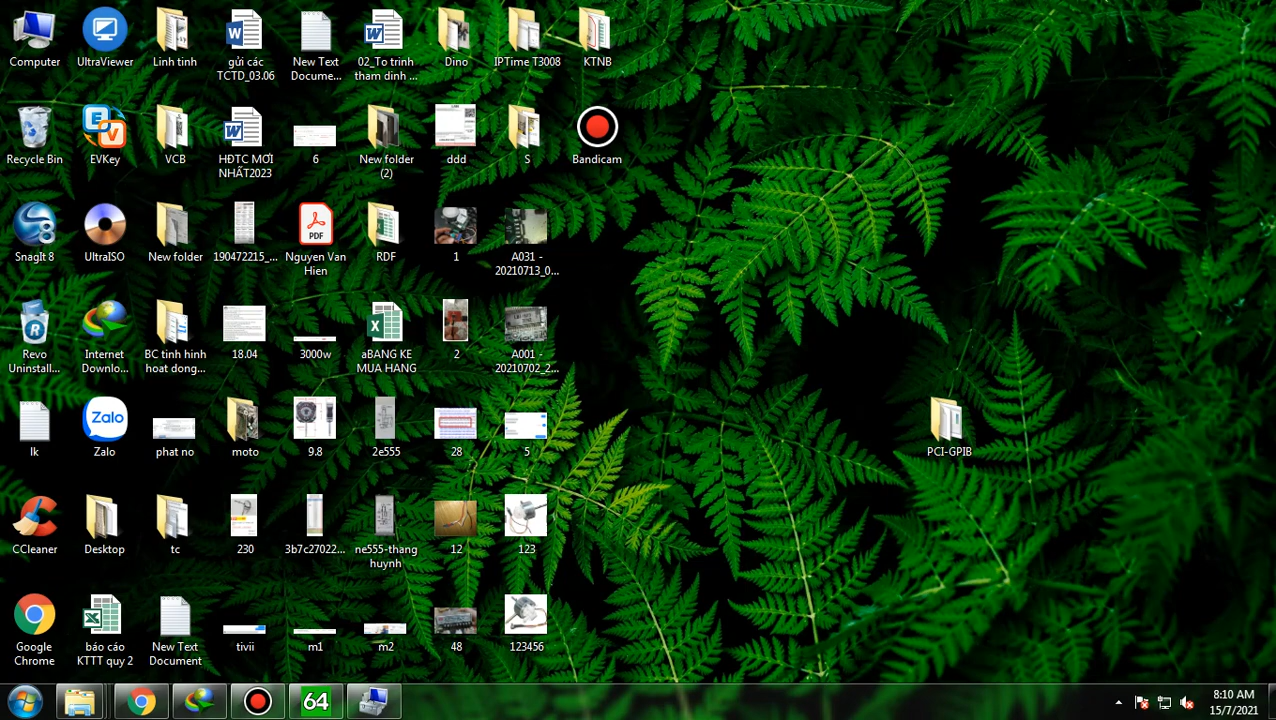 Computer
UltraViewer
Linh tinh
gửi các
TCTD_03.06
New Text
Docume...
02_To trinh
tham dinh ...
Dino
IPTime T3008
KTNB
Recycle Bin
EVKey
VCB
HĐTC MỚI
NHẤT2023
6
New folder
(2)
ddd
S
Bandicam
SnagIt 8
UltraISO
New folder
190472215_...
PDF
Nguyen Van
Hien
RDF
1
A031 -
20210713_0...
Revo
Uninstall...
Internet
Downlo...
BC tinh hinh
hoat dong...
18.04
3000w
aBANG KE
MUA HANG
2
A001 -
20210702_2...
lk
Zalo
Zalo
phat no
moto
9.8
2e555
28
5
PCI-GPIB
CCleaner
Desktop
tc
230
3b7c27022...
ne555-thang
huynh
12
123
Google
Chrome
báo cáo
KTTT quy 2
New Text
Document
tivii
m1
m2
48
123456
64
8:10 AM
15/7/2021